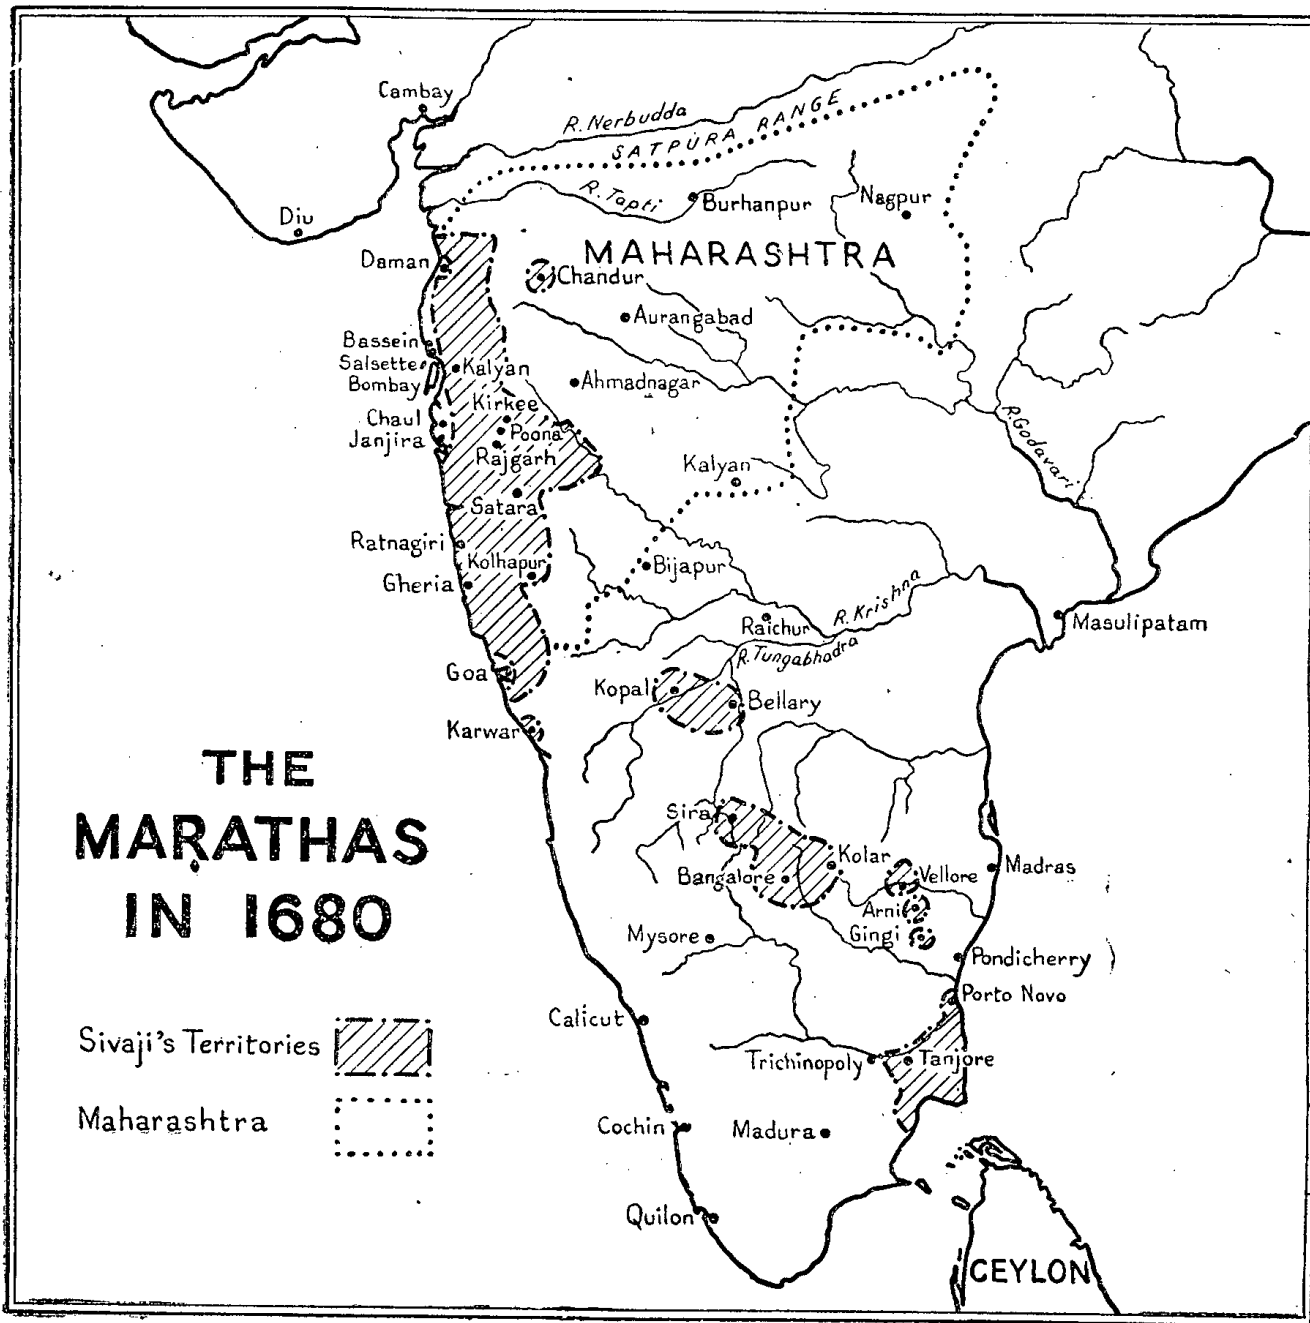 Cambay
R. Nerbudda
SATPURA RANGE
Diu
R. Tapti
Burhanpur
Nagpur
MAHARASHTRA
Daman
Chandur
Aurangabad
Bassein
Salsette
Bombay
Kalyan
Ahmadnagar
Kirkee
Chaul
Janjira
Poona
Rajgarh
R. Godavari
Kalyan
Satara
Ratnagiri
Kolhapur
Gheria
Bijapur
R. Krishna
Raichur
Masulipatam
R. Tungabhadra
Goa
Kopal
Bellary
Karwar
THE
MARATHAS
IN 1680
Sira
Kolar
Madras
Bangalore
Vellore
Arni
Gingi
Mysore
Pondicherry
Porto Novo
Calicut
Sivaji's Territories
Trichinopoly
Tanjore
Maharashtra
Cochin
Madura
Quilon
CEYLON